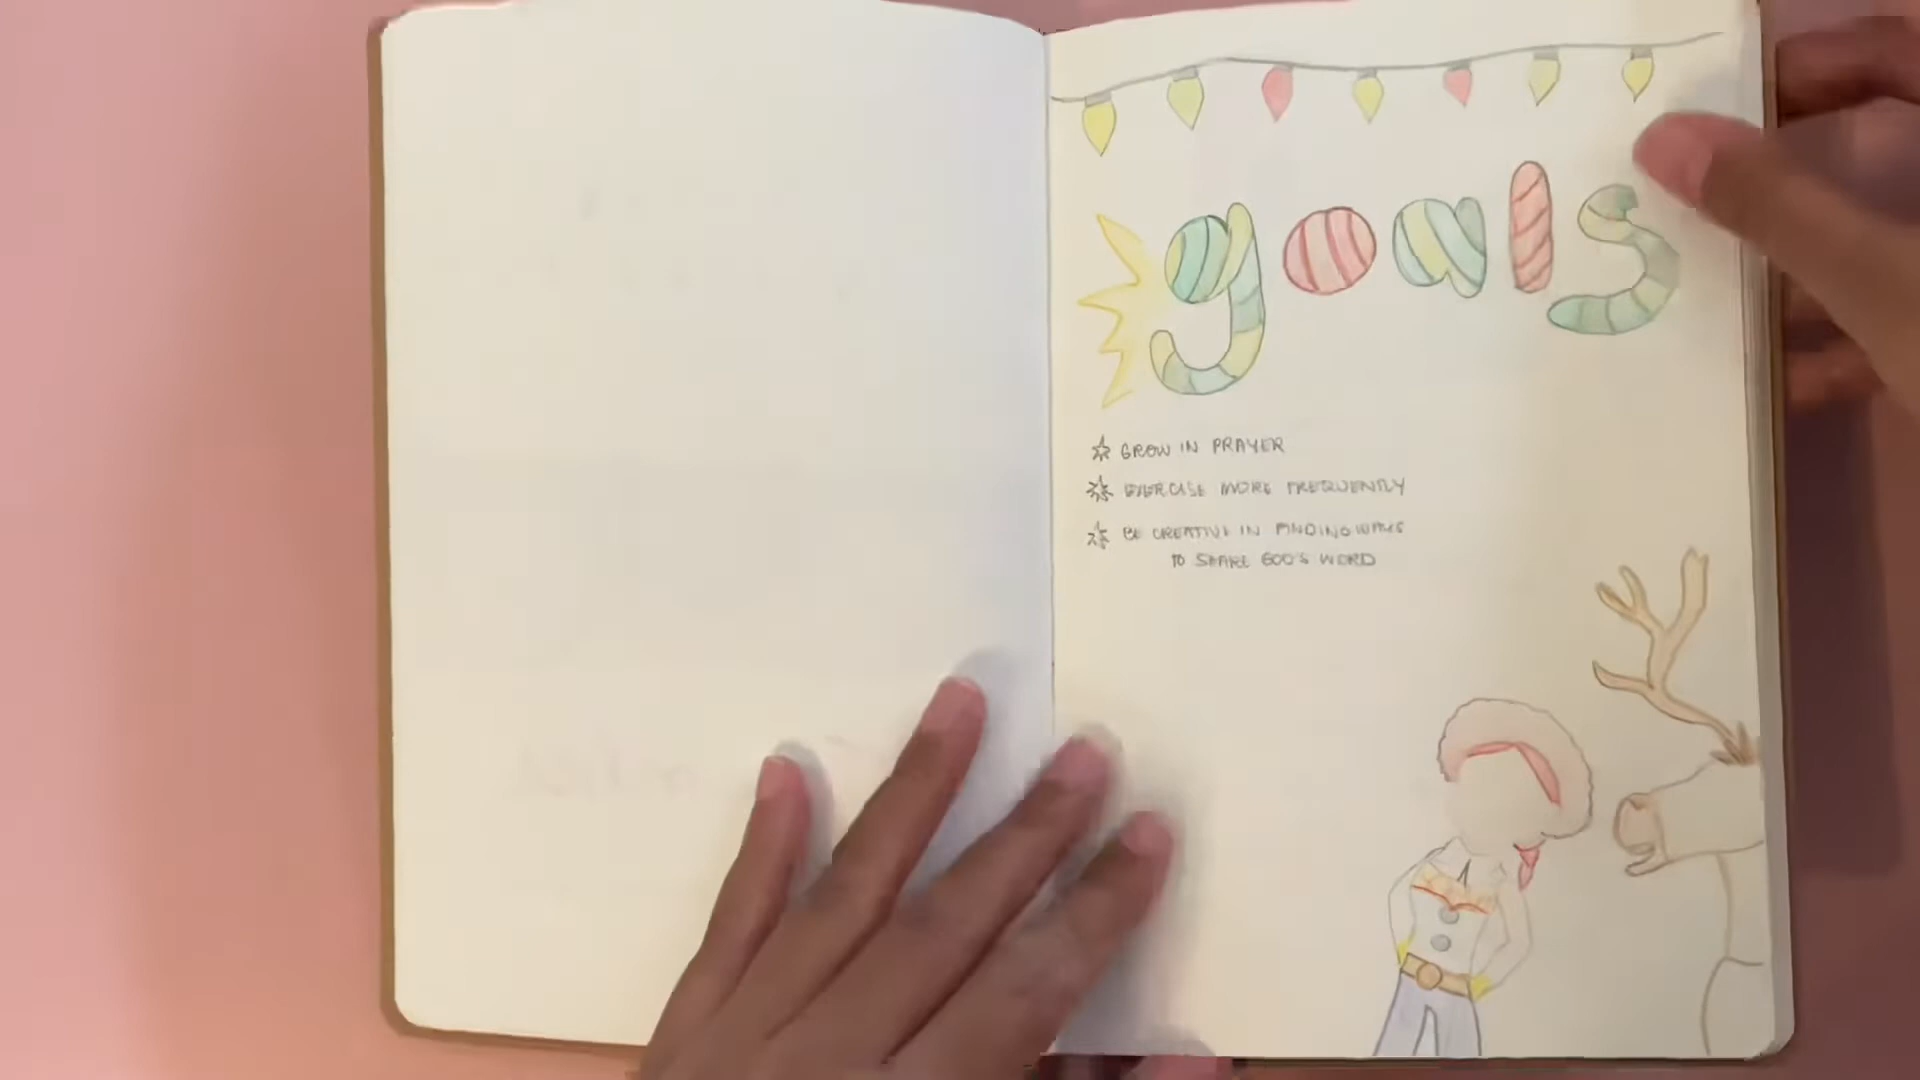 goals
GROW IN PRAYER
EXERCISE MORE FREQUENTLY
BE CREATIVE IN FINDING WAYS
TO SHARE GOD'S WORD